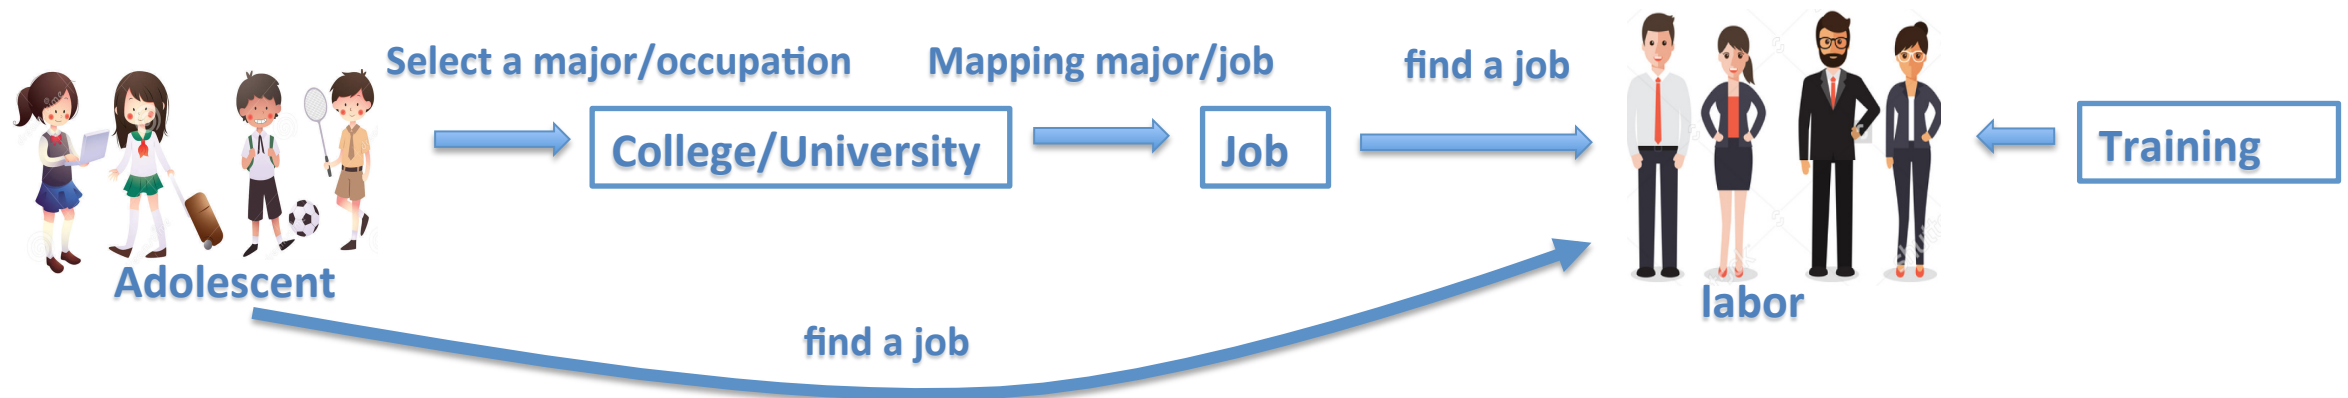 Select a major/occupation
Mapping major/job
find a job
College/University
Job
Training
Adolescent
labor
find a job